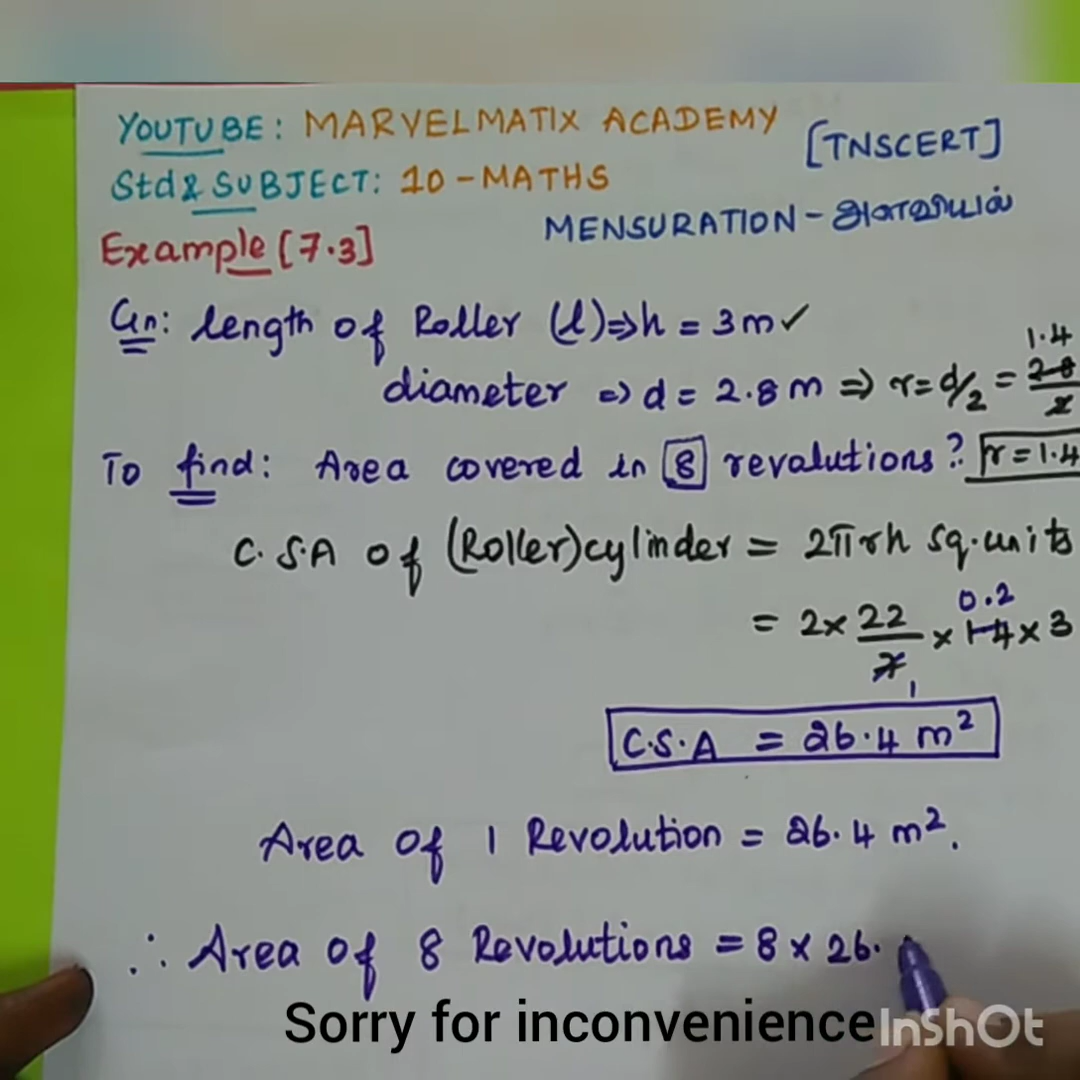 YOUTUBE: MARVELMATIX ACADEMY
[TNSCERT]
Std & SUBJECT: 10 - MATHS
MENSURATION - அளவியல்
Example [7.3]
Gn: length of Roller (l) ⇒ h = 3 m ✓
1.4
diameter ⇒ d = 2.8 m ⇒ r = d/2 = 2.8/2
To find: Area covered in 8 revalutions? r = 1.4
C.S.A of (Roller) cylinder = 2πrh sq.units
0.2
= 2 × 22/7 × 1.4 × 3
1
C.S.A = 26.4 m²
Area of 1 Revolution = 26.4 m².
∴ Area of 8 Revolutions = 8 × 26.
Sorry for inconvenience InShOt